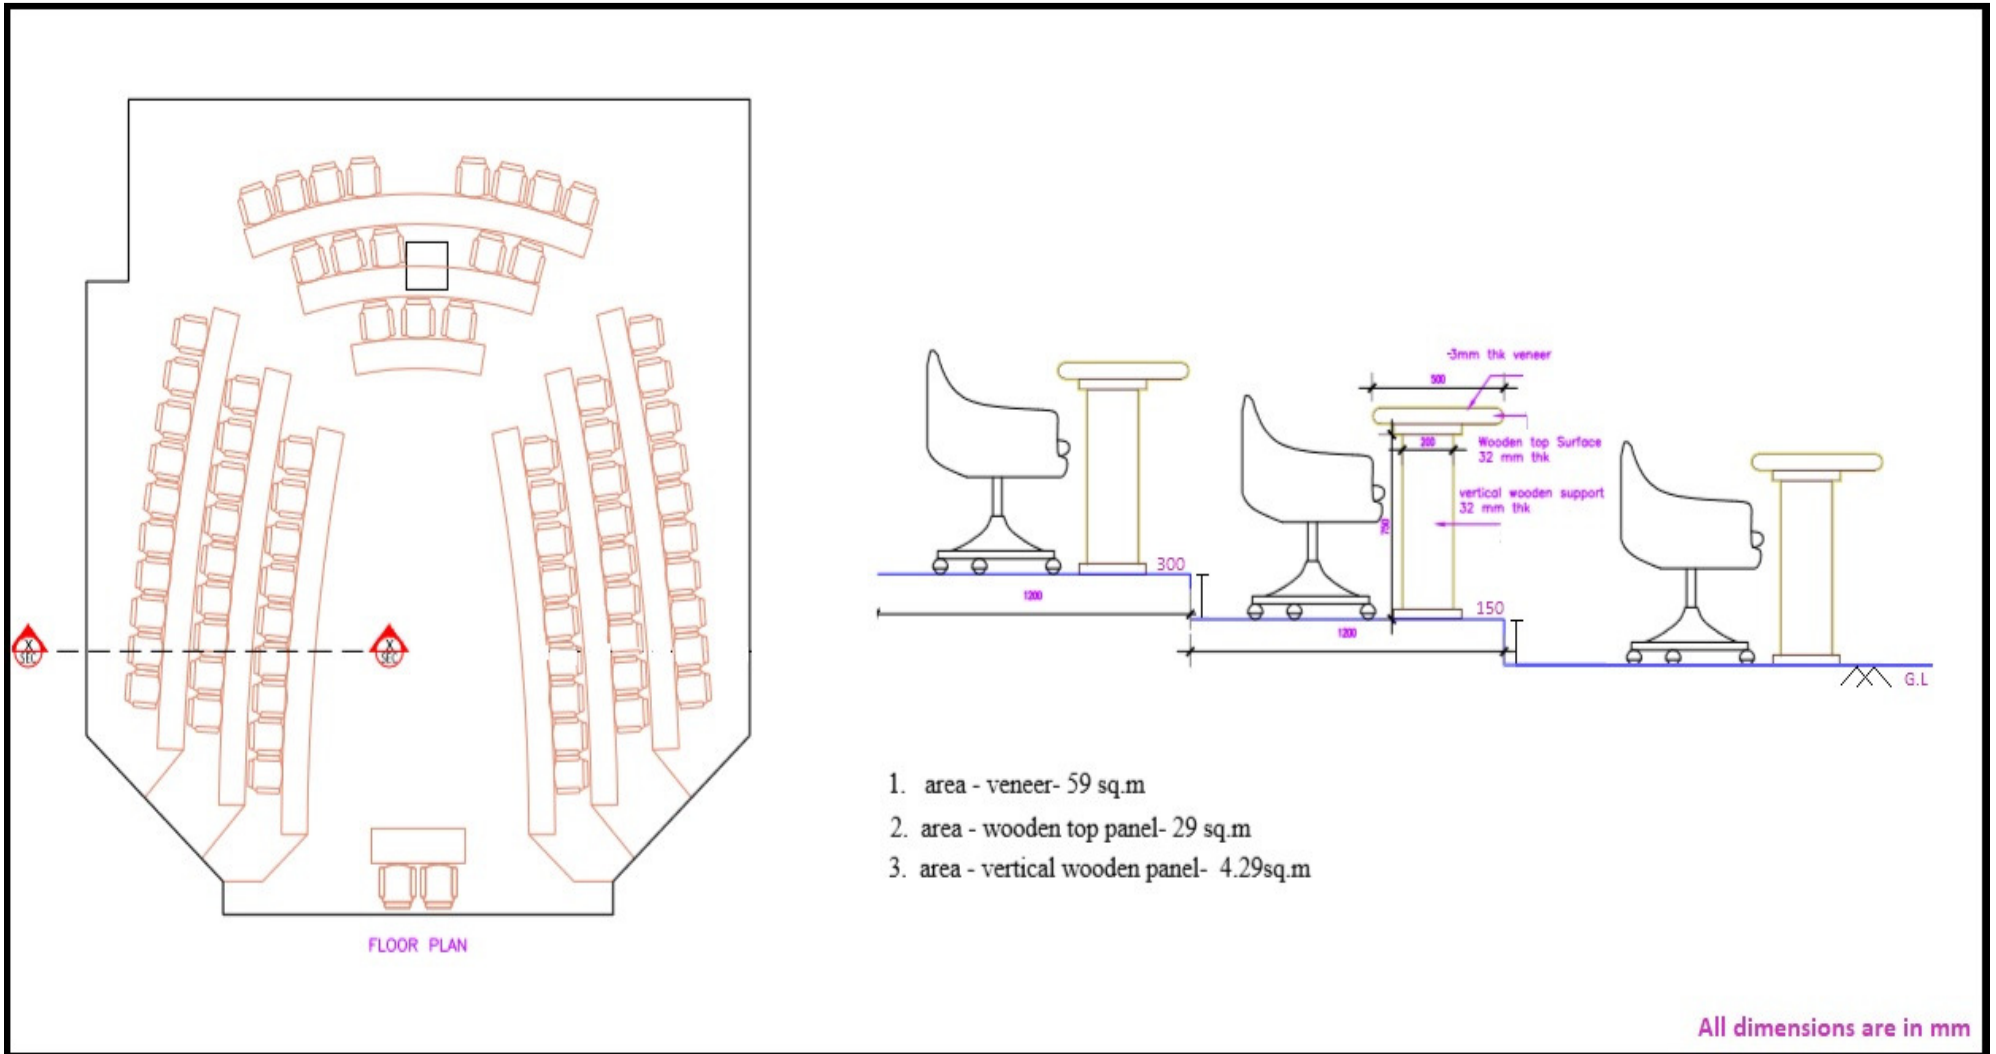 X
SEC
X
SEC
FLOOR PLAN
-3mm thk veneer
500
200
Wooden top Surface
32 mm thk
vertical wooden support
32 mm thk
750
300
1200
150
1200
G.L
1. area - veneer- 59 sq.m
2. area - wooden top panel- 29 sq.m
3. area - vertical wooden panel- 4.29sq.m
All dimensions are in mm